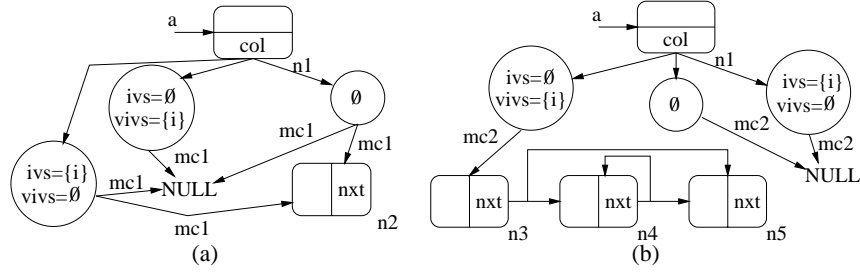 a
col
n1
ivs=∅
vivs={i}
∅
mc1
mc1
mc1
ivs={i}
vivs=∅
mc1
NULL
nxt
mc1
n2
(a)
a
col
n1
ivs=∅
vivs={i}
∅
ivs={i}
vivs=∅
mc2
mc2
mc2
NULL
nxt
nxt
nxt
n3
n4
n5
(b)